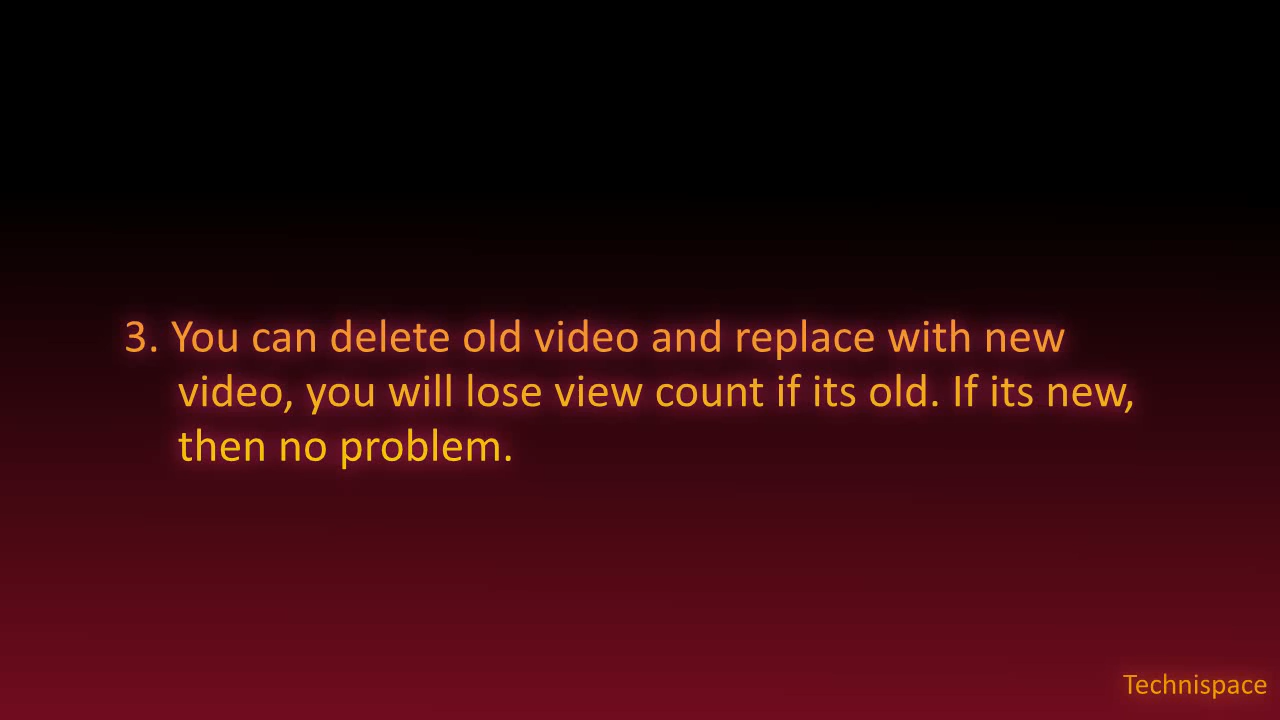 3. You can delete old video and replace with new
video, you will lose view count if its old. If its new,
then no problem.
Technispace